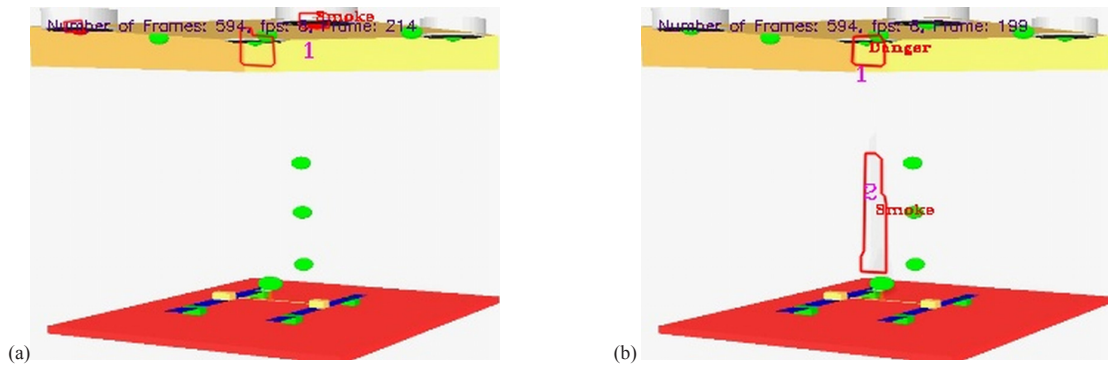 Smoke
Number of Frames: 594, fps: 8, Frame: 214
1
(a)
Number of Frames: 594, fps: 8, Frame: 199
Danger
1
2
Smoke
(b)